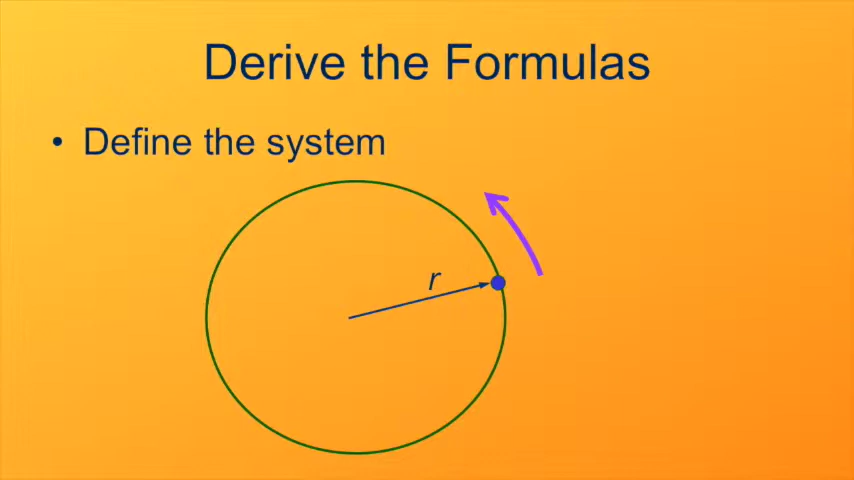 Derive the Formulas
• Define the system
r